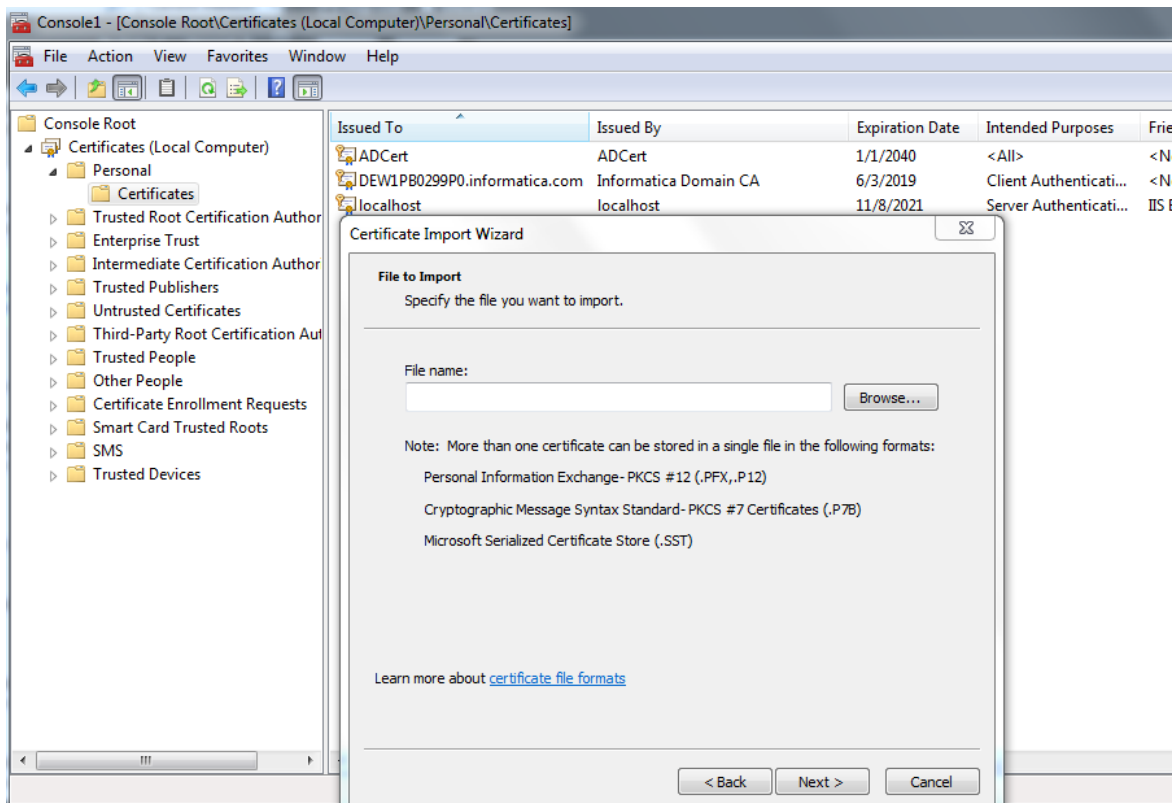 Console1 - [Console Root\Certificates (Local Computer)\Personal\Certificates]
File Action View Favorites Window Help
Console Root
Certificates (Local Computer)
Personal
Certificates
Trusted Root Certification Author
Enterprise Trust
Intermediate Certification Author
Trusted Publishers
Untrusted Certificates
Third-Party Root Certification Aut
Trusted People
Other People
Certificate Enrollment Requests
Smart Card Trusted Roots
SMS
Trusted Devices
Issued To Issued By Expiration Date Intended Purposes Frie
ADCert ADCert 1/1/2040 <All> <N
DEW1PB0299P0.informatica.com Informatica Domain CA 6/3/2019 Client Authenticati... <N
localhost localhost 11/8/2021 Server Authenticati... IIS E
Certificate Import Wizard
File to Import
Specify the file you want to import.
File name:
Browse...
Note: More than one certificate can be stored in a single file in the following formats:
Personal Information Exchange- PKCS #12 (.PFX,.P12)
Cryptographic Message Syntax Standard- PKCS #7 Certificates (.P7B)
Microsoft Serialized Certificate Store (.SST)
Learn more about certificate file formats
< Back Next > Cancel